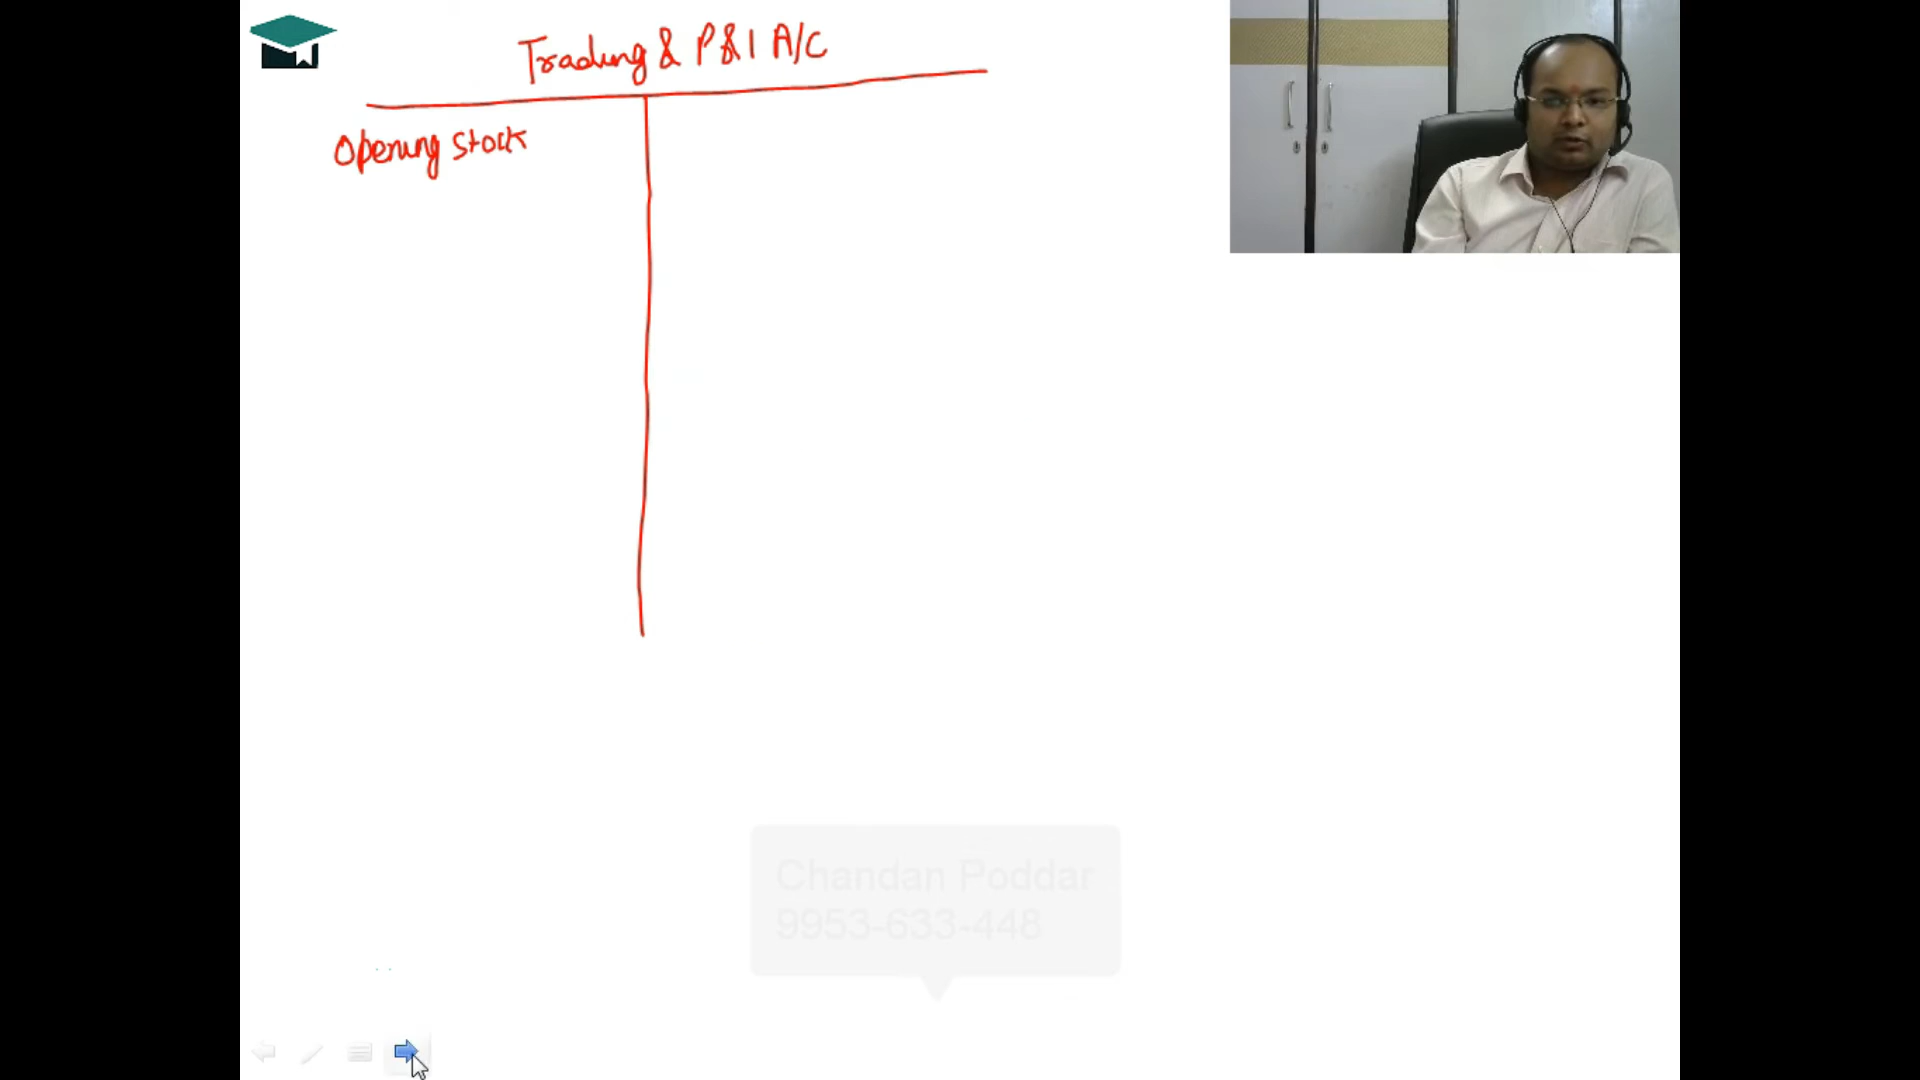 Trading & P&l A/C
Opening stock
Chandan Poddar
9953-633-448